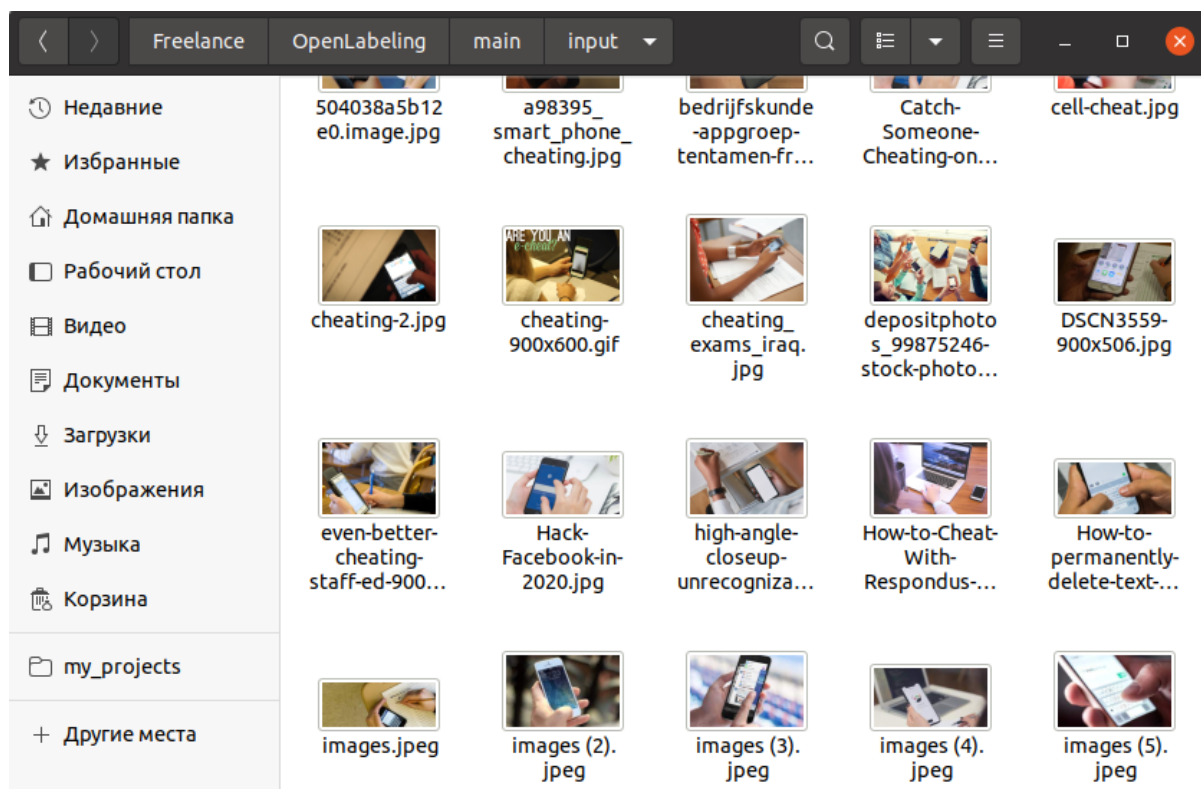 Freelance OpenLabeling main input
Недавние
Избранные
Домашняя папка
Рабочий стол
Видео
Документы
Загрузки
Изображения
Музыка
Корзина
my_projects
Другие места
504038a5b12
e0.image.jpg
a98395_
smart_phone_
cheating.jpg
bedrijfskunde
-appgroep-
tentamen-fr...
Catch-
Someone-
Cheating-on...
cell-cheat.jpg
cheating-2.jpg
ARE YOU AN
e-cheat?
cheating-
900x600.gif
cheating_
exams_iraq.
jpg
depositphoto
s_99875246-
stock-photo...
DSCN3559-
900x506.jpg
even-better-
cheating-
staff-ed-900...
Hack-
Facebook-in-
2020.jpg
high-angle-
closeup-
unrecogniza...
How-to-Cheat-
With-
Respondus-...
How-to-
permanently-
delete-text-...
images.jpeg
images (2).
jpeg
images (3).
jpeg
images (4).
jpeg
images (5).
jpeg